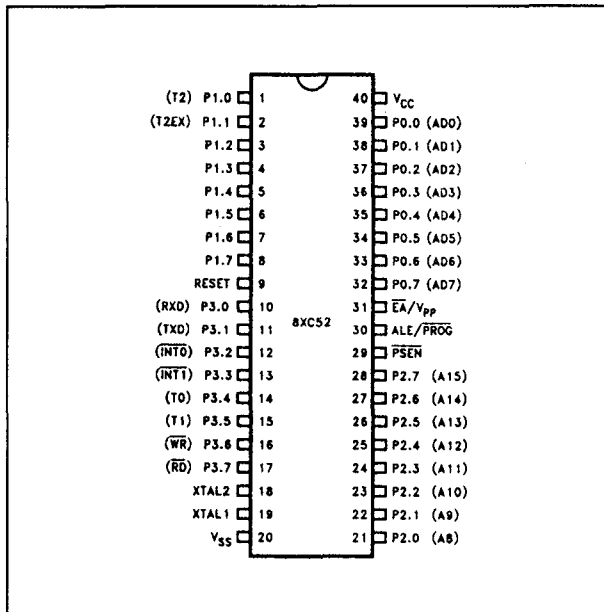 (T2) P1.0 1 40 VCC
(T2EX) P1.1 2 39 P0.0 (AD0)
P1.2 3 38 P0.1 (AD1)
P1.3 4 37 P0.2 (AD2)
P1.4 5 36 P0.3 (AD3)
P1.5 6 35 P0.4 (AD4)
P1.6 7 34 P0.5 (AD5)
P1.7 8 33 P0.6 (AD6)
RESET 9 32 P0.7 (AD7)
(RXD) P3.0 10 31 E̅A̅/VPP
8XC52
(TXD) P3.1 11 30 ALE/P̅R̅O̅G̅
(I̅N̅T̅0̅) P3.2 12 29 P̅S̅E̅N̅
(I̅N̅T̅1̅) P3.3 13 28 P2.7 (A15)
(T0) P3.4 14 27 P2.6 (A14)
(T1) P3.5 15 26 P2.5 (A13)
(W̅R̅) P3.6 16 25 P2.4 (A12)
(R̅D̅) P3.7 17 24 P2.3 (A11)
XTAL2 18 23 P2.2 (A10)
XTAL1 19 22 P2.1 (A9)
VSS 20 21 P2.0 (A8)